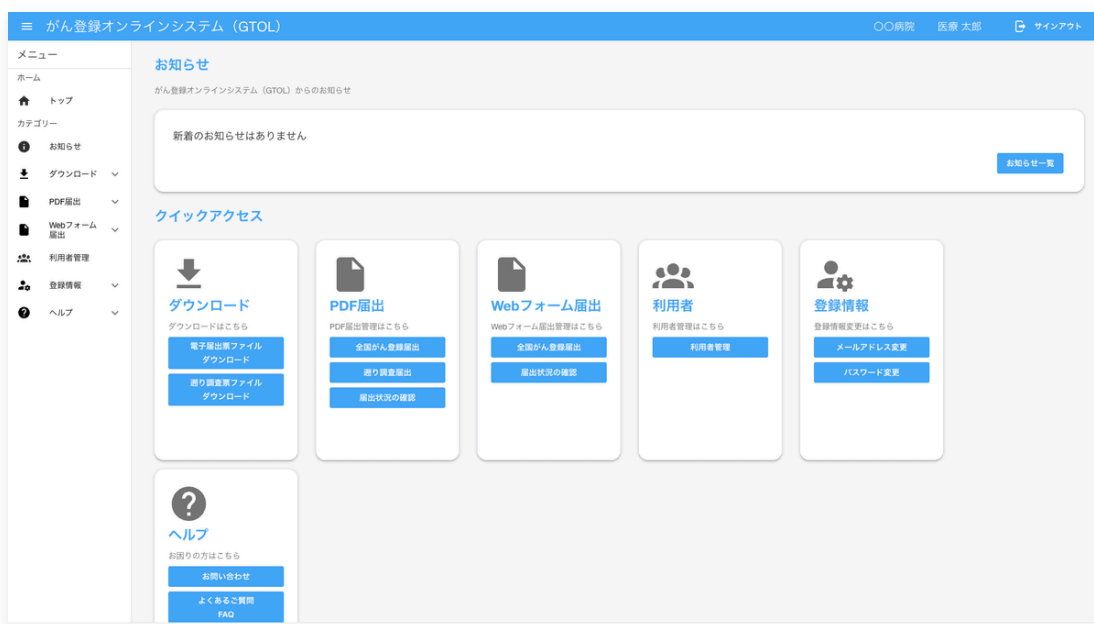 がん登録オンラインシステム（GTOL）
〇〇病院 医療 太郎 サインアウト
メニュー
ホーム
トップ
カテゴリー
お知らせ
ダウンロード
PDF届出
Webフォーム
届出
利用者管理
登録情報
ヘルプ
お知らせ
がん登録オンラインシステム（GTOL）からのお知らせ
新着のお知らせはありません
お知らせ一覧
クイックアクセス
ダウンロード
ダウンロードはこちら
電子届出票ファイル
ダウンロード
遡り調査票ファイル
ダウンロード
PDF届出
PDF届出管理はこちら
全国がん登録届出
遡り調査届出
届出状況の確認
Webフォーム届出
Webフォーム届出管理はこちら
全国がん登録届出
届出状況の確認
利用者
利用者管理はこちら
利用者管理
登録情報
登録情報変更はこちら
メールアドレス変更
パスワード変更
ヘルプ
お困りの方はこちら
お問い合わせ
よくあるご質問
FAQ